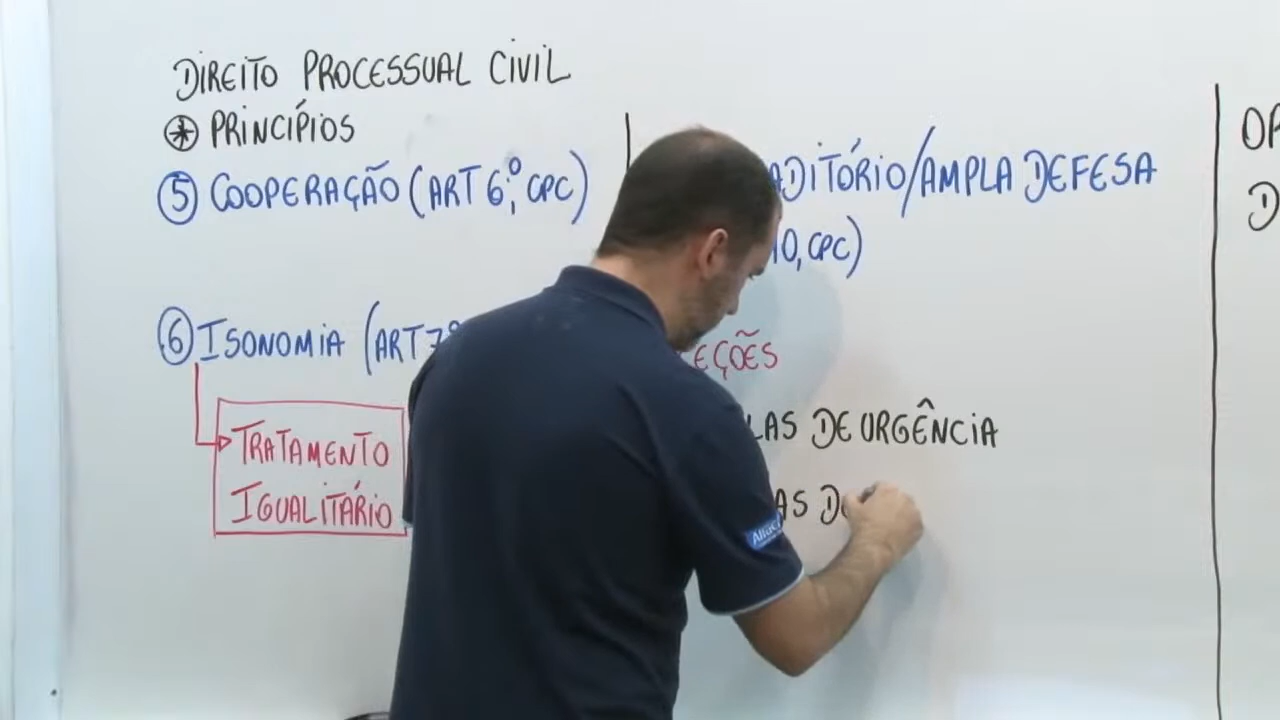 DIREITO PROCESSUAL CIVIL
* PRINCÍPIOS
5 COOPERAÇÃO (ART 6º, CPC)
6 ISONOMIA (ART 7º
TRATAMENTO
IGUALITÁRIO
ADITÓRIO/AMPLA DEFESA
10, CPC)
EÇÕES
LAS DE URGÊNCIA
AS DE